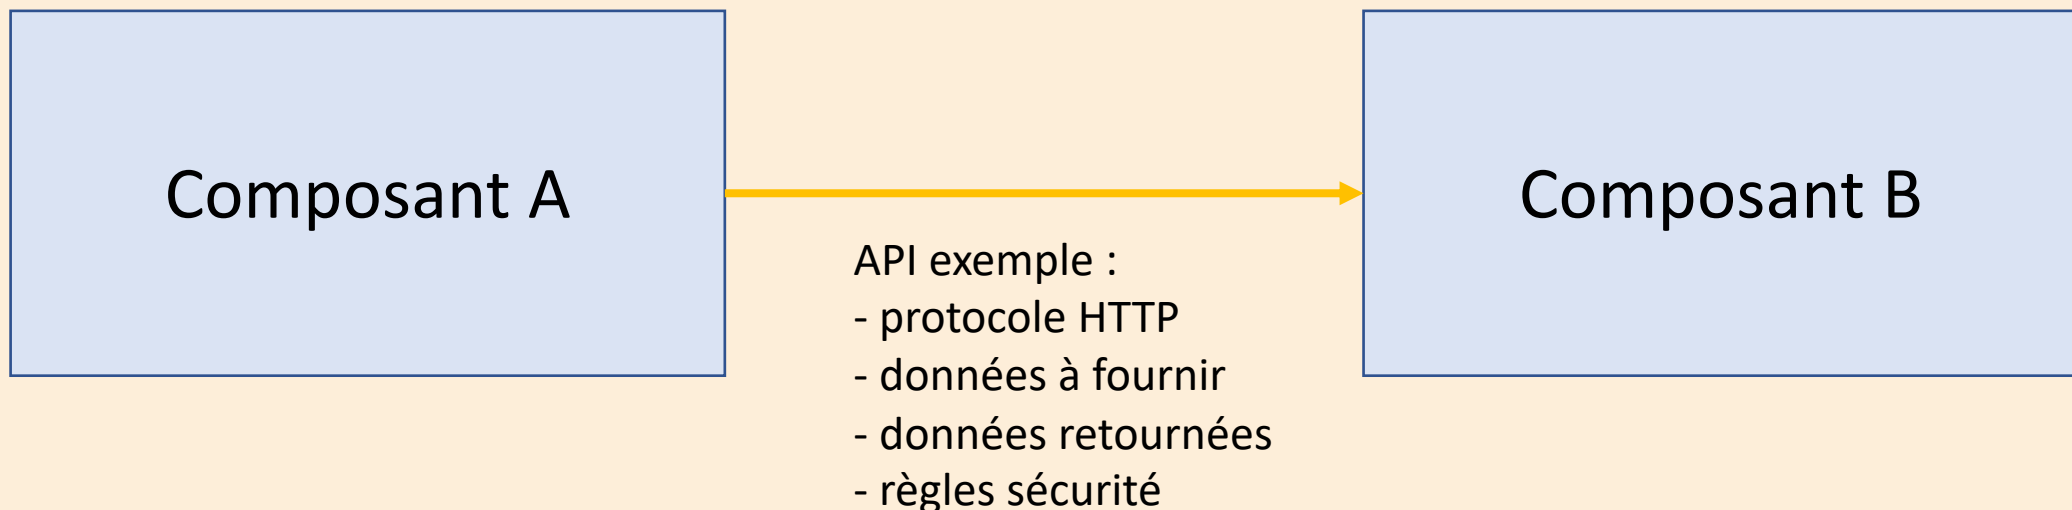 Composant A
Composant B
API exemple :
- protocole HTTP
- données à fournir
- données retournées
- règles sécurité